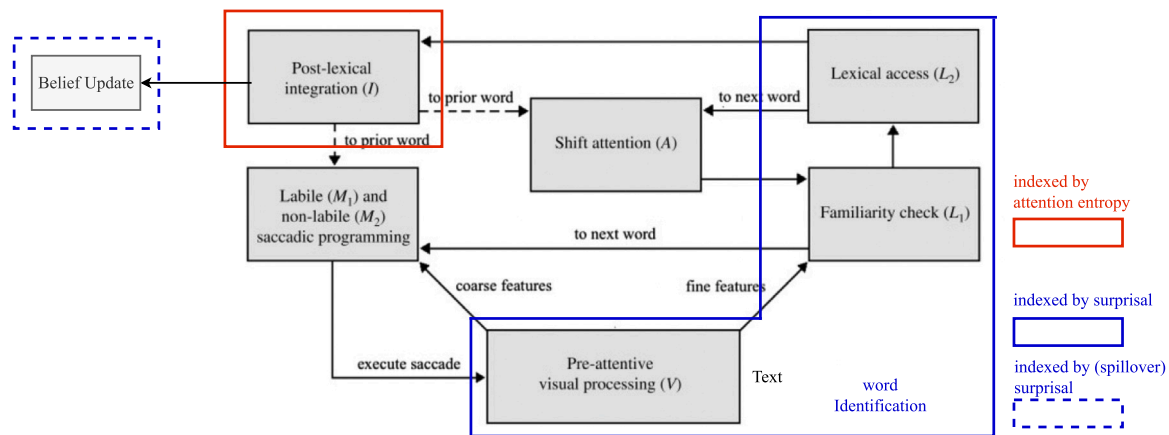 Belief Update
Post-lexical
integration (I)
Lexical access (L₂)
to prior word
to next word
to prior word
Shift attention (A)
Labile (M₁) and
non-labile (M₂)
saccadic programming
Familiarity check (L₁)
to next word
coarse features
fine features
execute saccade
Pre-attentive
visual processing (V)
Text
word
Identification
indexed by
attention entropy
indexed by surprisal
indexed by (spillover)
surprisal